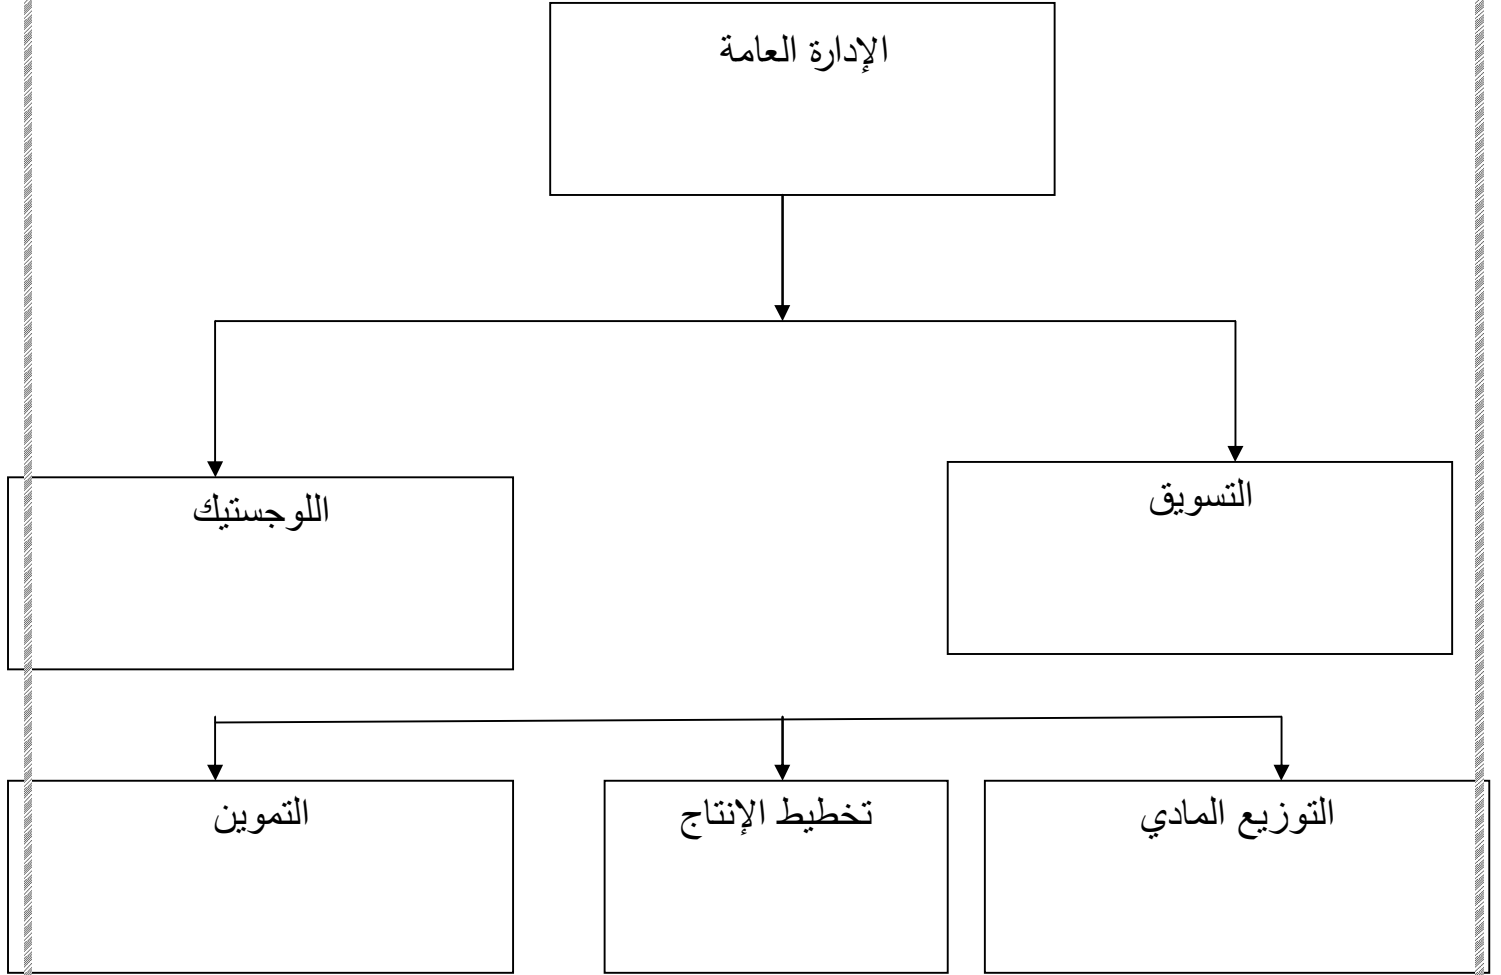 الإدارة العامة
التسويق
اللوجستيك
التوزيع المادي
تخطيط الإنتاج
التموين